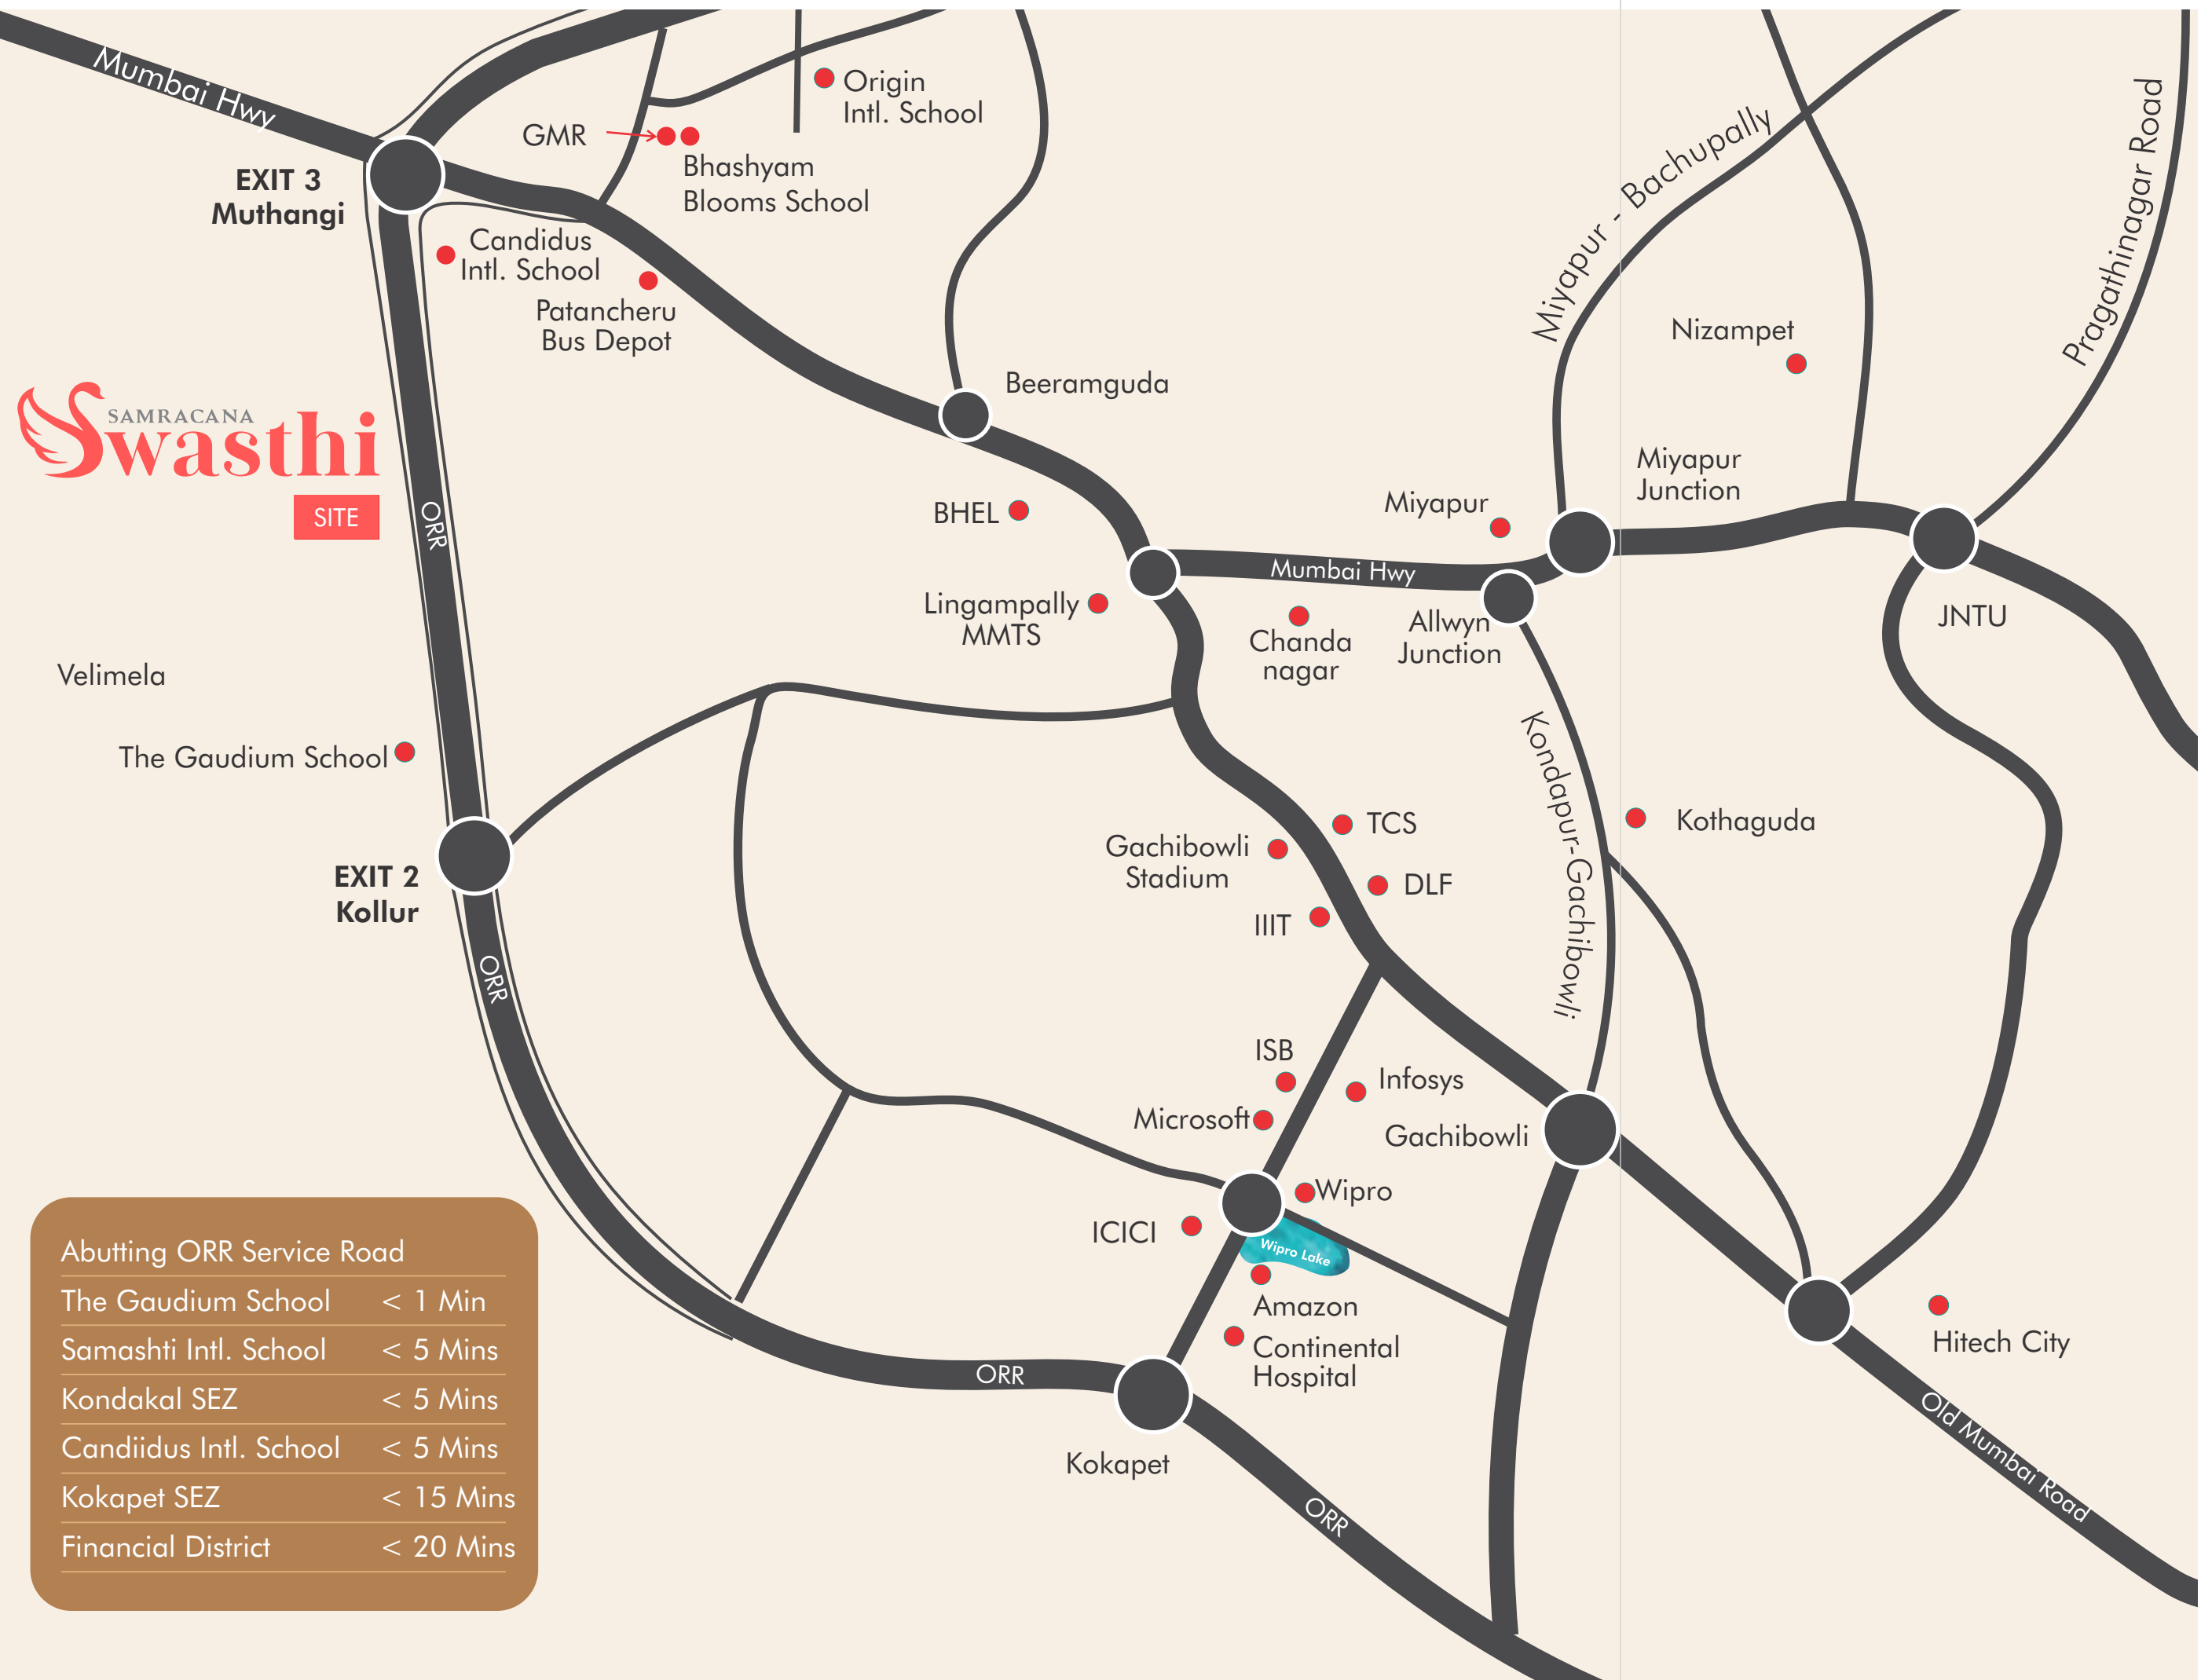 Mumbai Hwy
Origin
Intl. School
GMR
Bhashyam
Blooms School
EXIT 3
Muthangi
Candidus
Intl. School
Patancheru
Bus Depot
Miyapur - Bachupally
Pragathinagar Road
Nizampet
Beeramguda
SAMRACANA
Swasthi
SITE
ORR
BHEL
Miyapur
Miyapur
Junction
Mumbai Hwy
Lingampally
MMTS
Chanda
nagar
Allwyn
Junction
JNTU
Velimela
The Gaudium School
Kondapur-Gachibowli
TCS
Kothaguda
Gachibowli
Stadium
DLF
IIIT
EXIT 2
Kollur
ORR
ISB
Infosys
Microsoft
Gachibowli
Wipro
ICICI
Wipro Lake
Amazon
Continental
Hospital
Hitech City
ORR
Kokapet
ORR
Old Mumbai Road
Abutting ORR Service Road
The Gaudium School < 1 Min
Samashti Intl. School < 5 Mins
Kondakal SEZ < 5 Mins
Candiidus Intl. School < 5 Mins
Kokapet SEZ < 15 Mins
Financial District < 20 Mins